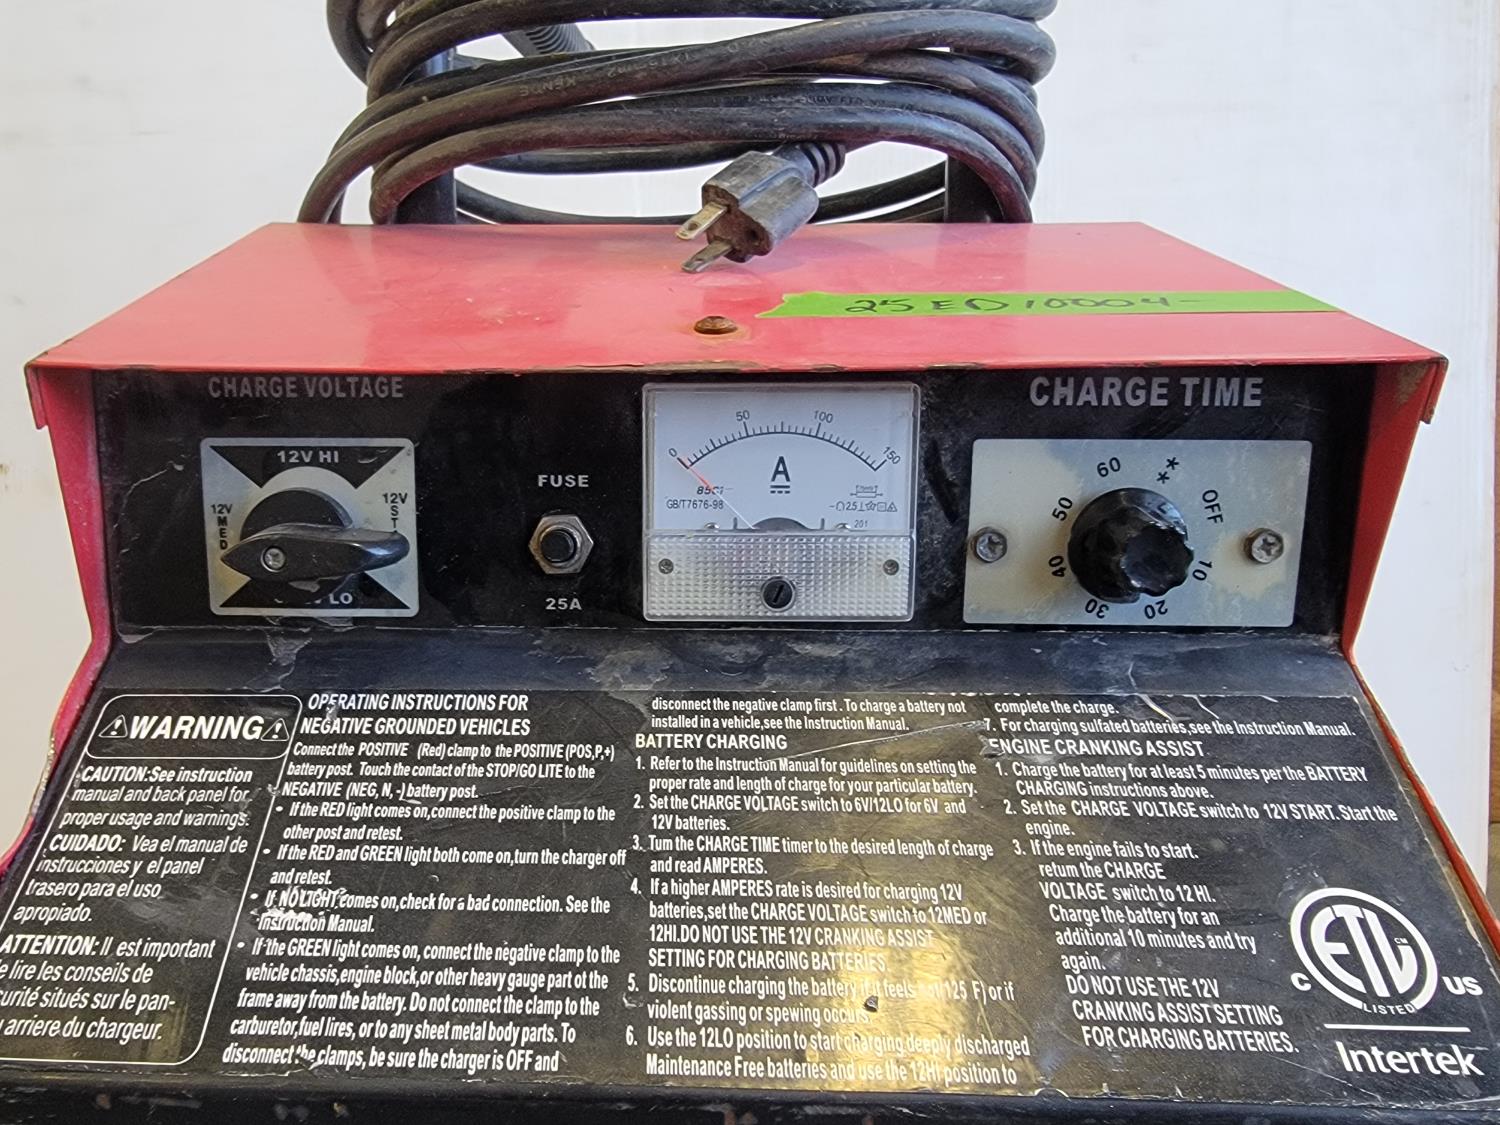 25 ED 10004-
CHARGE VOLTAGE
12V HI
12V
MED
12V
ST
LO
FUSE
25A
0 50 100 150
A
85C1
GB/T7676-98
2.5
201
CHARGE TIME
60
**
OFF
50
10
40
20
30
WARNING
CAUTION:See instruction
manual and back panel for
proper usage and warnings.
CUIDADO: Vea el manual de
instrucciones y el panel
trasero para el uso
apropiado.
ATTENTION: Il est important
le lire les conseils de
curité situés sur le pan-
arriere du chargeur.
OPERATING INSTRUCTIONS FOR
NEGATIVE GROUNDED VEHICLES
Connect the POSITIVE (Red) clamp to the POSITIVE (POS,P,+)
battery post. Touch the contact of the STOP/GO LITE to the
NEGATIVE (NEG, N, -) battery post.
• If the RED light comes on,connect the positive clamp to the
other post and retest.
• If the RED and GREEN light both come on,turn the charger off
and retest.
• If NO LIGHT comes on,check for a bad connection. See the
Instruction Manual.
• If the GREEN light comes on, connect the negative clamp to the
vehicle chassis,engine block,or other heavy gauge part ot the
frame away from the battery. Do not connect the clamp to the
carburetor,fuel lires, or to any sheet metal body parts. To
disconnect the clamps, be sure the charger is OFF and
disconnect the negative clamp first . To charge a battery not
installed in a vehicle,see the Instruction Manual.
BATTERY CHARGING
1. Refer to the Instruction Manual for guidelines on setting the
proper rate and length of charge for your particular battery.
2. Set the CHARGE VOLTAGE switch to 6V/12LO for 6V and
12V batteries.
3. Turn the CHARGE TIME timer to the desired length of charge
and read AMPERES.
4. If a higher AMPERES rate is desired for charging 12V
batteries,set the CHARGE VOLTAGE switch to 12MED or
12HI.DO NOT USE THE 12V CRANKING ASSIST
SETTING FOR CHARGING BATTERIES.
5. Discontinue charging the battery if it feels 125 F) or if
violent gassing or spewing occurs.
6. Use the 12LO position to start charging deeply discharged
Maintenance Free batteries and use the 12HI position to
complete the charge.
7. For charging sulfated batteries,see the Instruction Manual.
ENGINE CRANKING ASSIST
1. Charge the battery for at least 5 minutes per the BATTERY
CHARGING instructions above.
2. Set the CHARGE VOLTAGE switch to 12V START. Start the
engine.
3. If the engine fails to start.
return the CHARGE
VOLTAGE switch to 12 HI.
Charge the battery for an
additional 10 minutes and try
again.
DO NOT USE THE 12V
CRANKING ASSIST SETTING
FOR CHARGING BATTERIES.
ETL
CM
LISTED
C US
Intertek